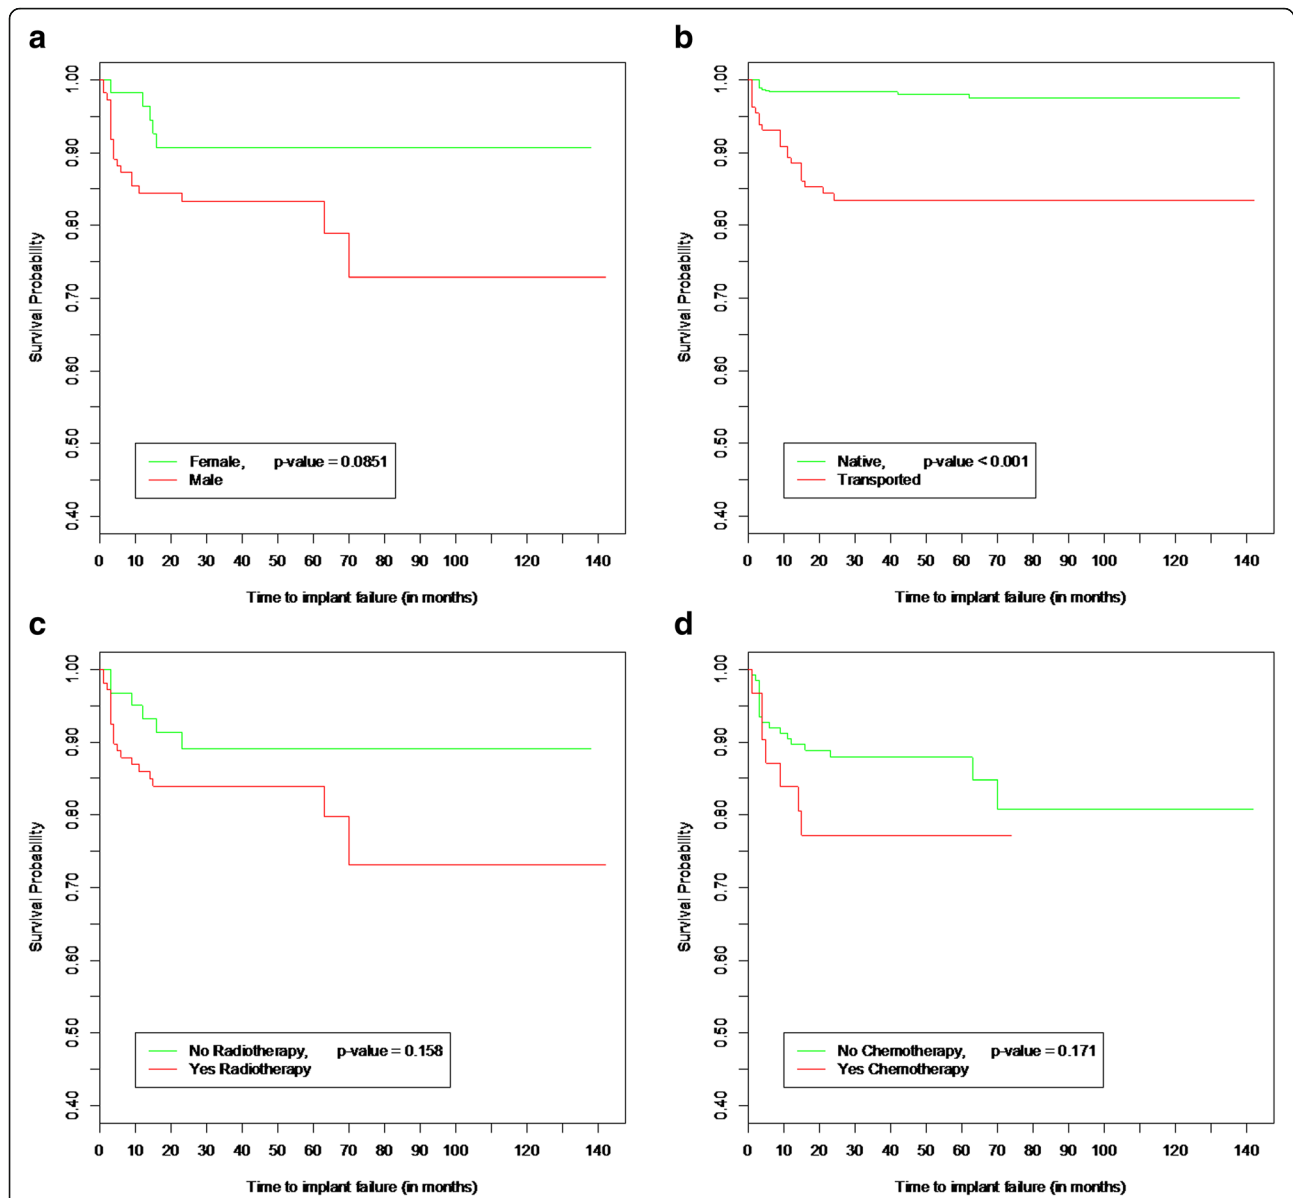 a
Survival Probability
1.00
0.90
0.80
0.70
0.60
0.50
0.40
Female, p-value = 0.0851
Male
0 10 20 30 40 50 60 70 80 90 100 120 140
Time to implant failure (in months)
b
Survival Probability
1.00
0.90
0.80
0.70
0.60
0.50
0.40
Native, p-value < 0.001
Transported
0 10 20 30 40 50 60 70 80 90 100 120 140
Time to implant failure (in months)
c
Survival Probability
1.00
0.90
0.80
0.70
0.60
0.50
0.40
No Radiotherapy, p-value = 0.158
Yes Radiotherapy
0 10 20 30 40 50 60 70 80 90 100 120 140
Time to implant failure (in months)
d
Survival Probability
1.00
0.90
0.80
0.70
0.60
0.50
0.40
No Chemotherapy, p-value = 0.171
Yes Chemotherapy
0 10 20 30 40 50 60 70 80 90 100 120 140
Time to implant failure (in months)